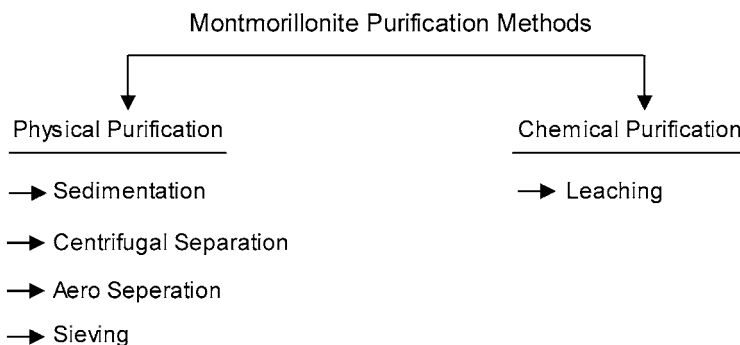 Montmorillonite Purification Methods
Physical Purification
Chemical Purification
Sedimentation
Leaching
Centrifugal Separation
Aero Seperation
Sieving